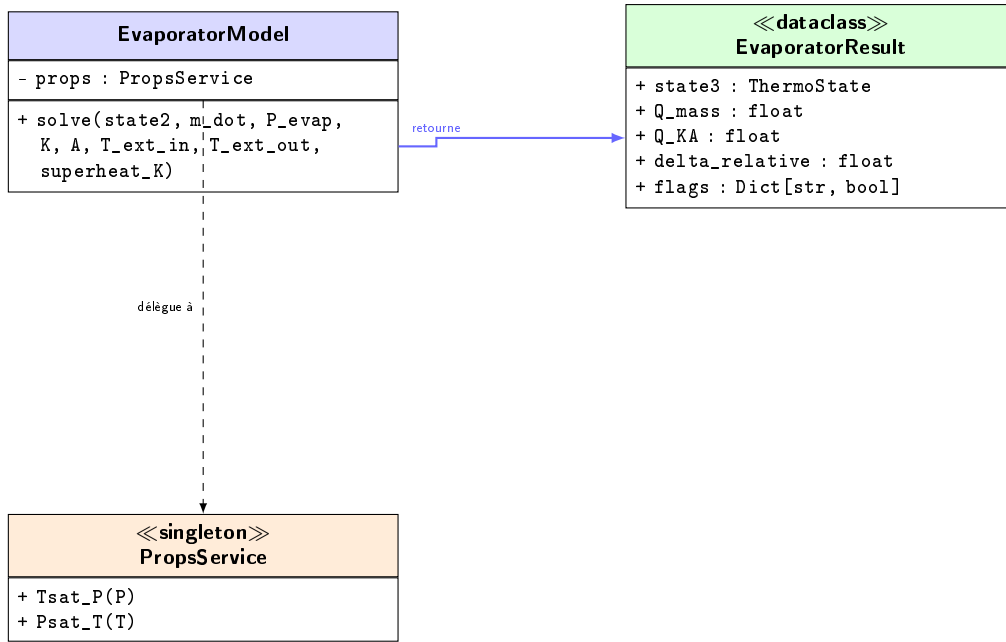 EvaporatorModel
- props : PropsService
+ solve(state2, m_dot, P_evap,
K, A, T_ext_in, T_ext_out,
superheat_K)
retourne
≪dataclass≫
EvaporatorResult
+ state3 : ThermoState
+ Q_mass : float
+ Q_KA : float
+ delta_relative : float
+ flags : Dict[str, bool]
délègue à
≪singleton≫
PropsService
+ Tsat_P(P)
+ Psat_T(T)